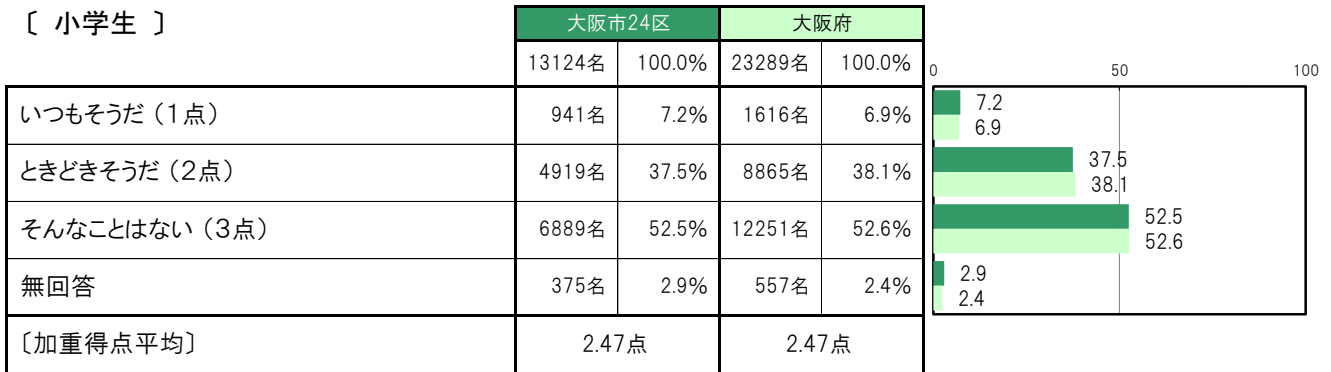 〔 小学生 〕
大阪市24区 大阪府
13124名 100.0% 23289名 100.0%
0 50 100
いつもそうだ（１点） 941名 7.2% 1616名 6.9% 7.2
6.9
ときどきそうだ（２点） 4919名 37.5% 8865名 38.1% 37.5
38.1
そんなことはない（３点） 6889名 52.5% 12251名 52.6% 52.5
52.6
無回答 375名 2.9% 557名 2.4% 2.9
2.4
〔加重得点平均〕 2.47点 2.47点